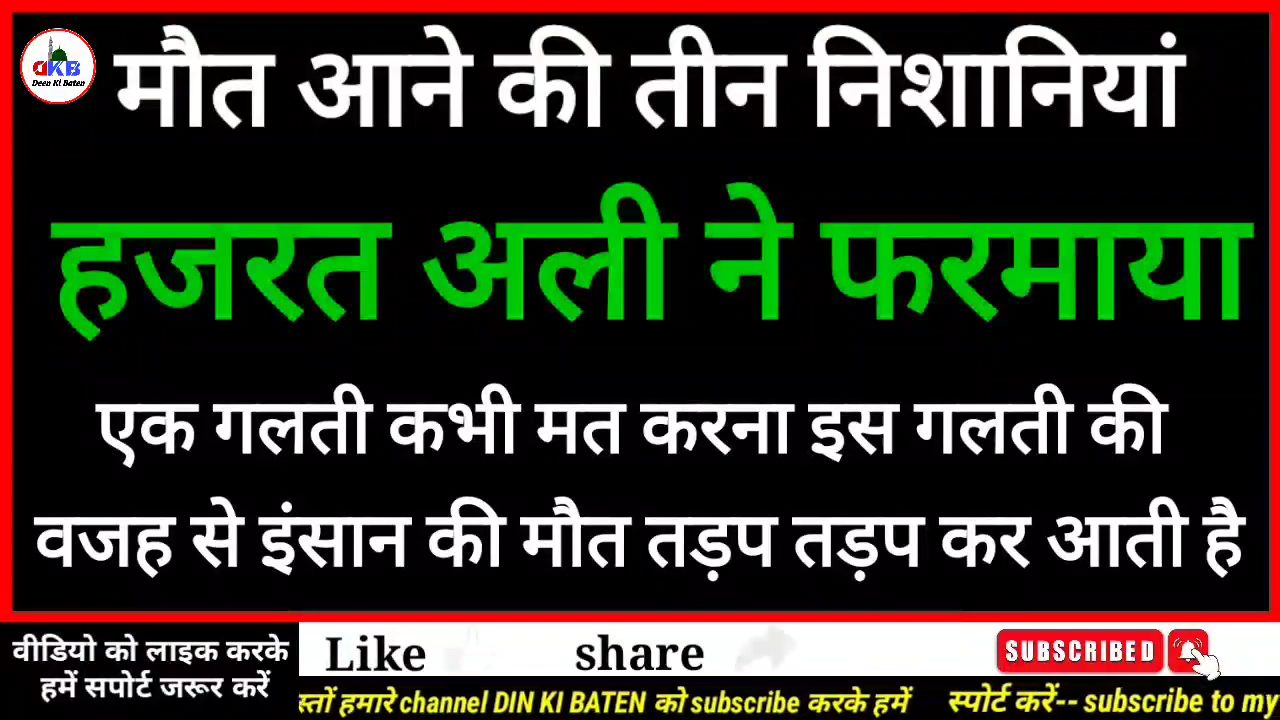 DKB
Deen Ki Baten
मौत आने की तीन निशानियां
हजरत अली ने फरमाया
एक गलती कभी मत करना इस गलती की
वजह से इंसान की मौत तड़प तड़प कर आती है
वीडियो को लाइक करके
हमें सपोर्ट जरूर करें
Like share SUBSCRIBED
स्तों हमारे channel DIN KI BATEN को subscribe करके हमें स्पोर्ट करें-- subscribe to my